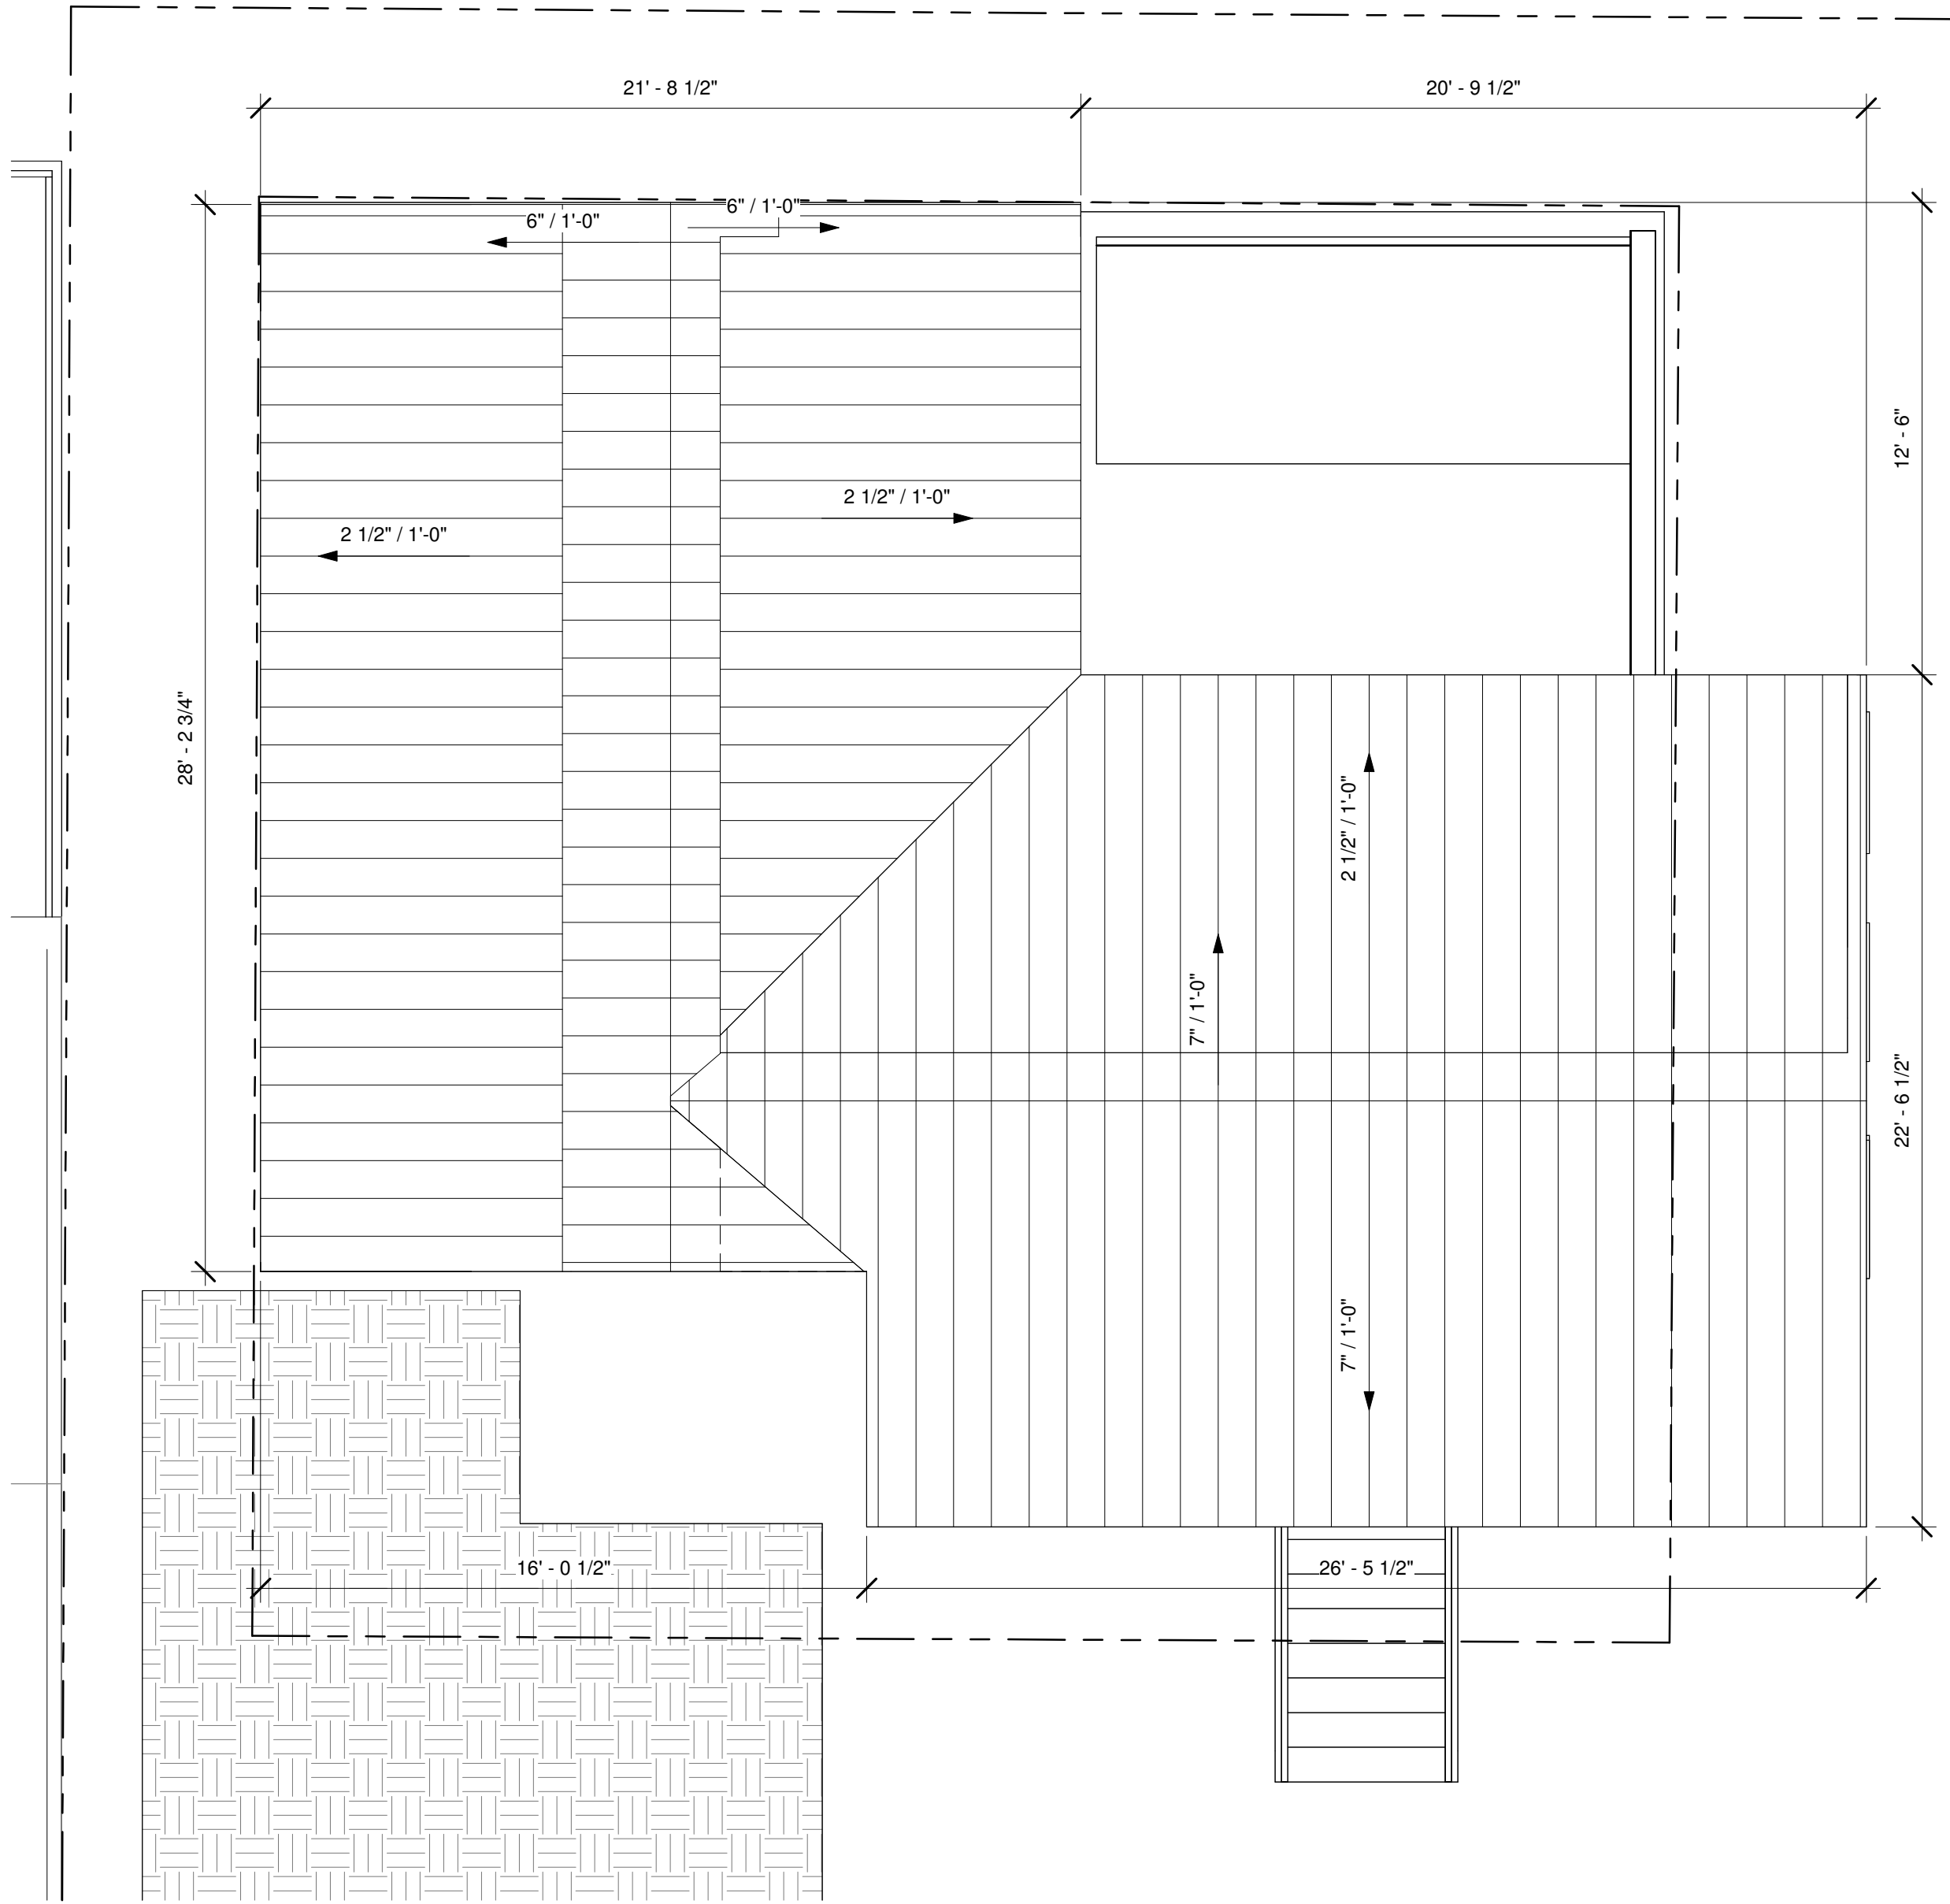 21' - 8 1/2"
20' - 9 1/2"
6" / 1'-0"
6" / 1'-0"
12' - 6"
2 1/2" / 1'-0"
2 1/2" / 1'-0"
28' - 2 3/4"
2 1/2" / 1'-0"
7" / 1'-0"
22' - 6 1/2"
7" / 1'-0"
16' - 0 1/2"
26' - 5 1/2"